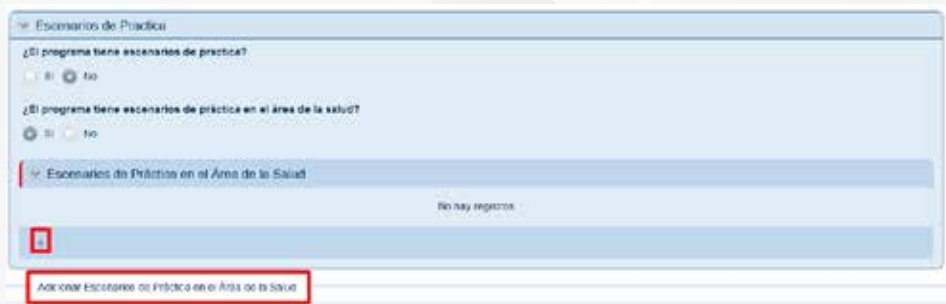 Escenarios de Practica
¿El programa tiene escenarios de practica?
Si No
¿El programa tiene escenarios de práctica en el área de la salud?
Si No
Escenarios de Práctica en el Área de la Salud
No hay registros
+
Adicionar Escenarios de Práctica en el Área de la Salud